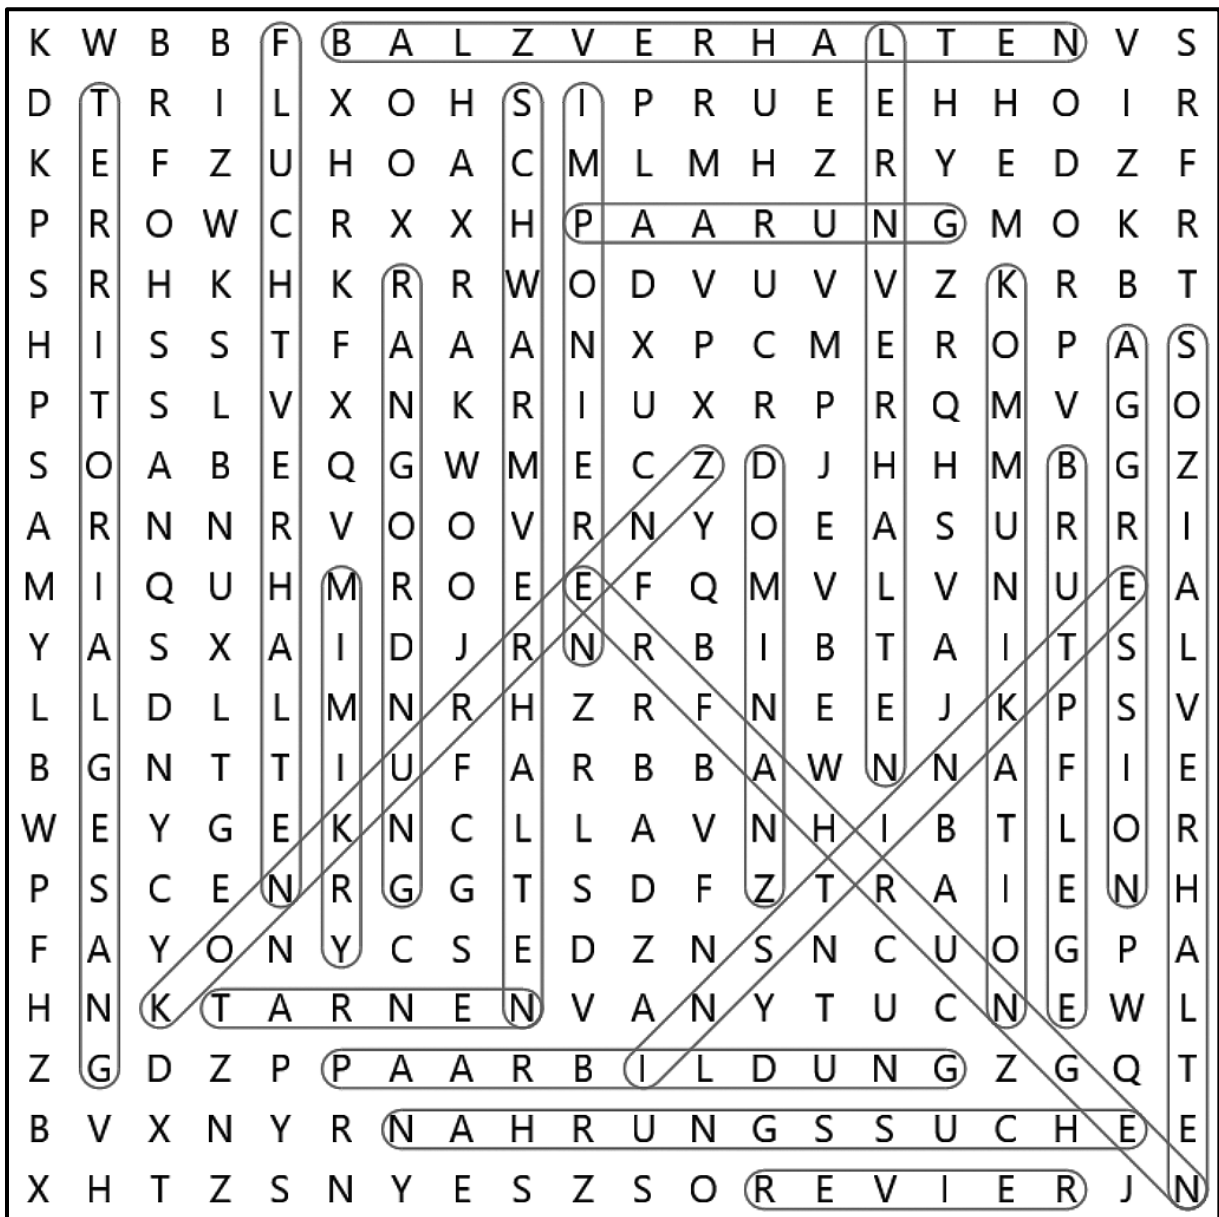 K W B B F B A L Z V E R H A L T E N V S
D T R I L X O H S I P R U E E H H O I R
K E F Z U H O A C M L M H Z R Y E D Z F
P R O W C R X X H P A A R U N G M O K R
S R H K H K R R W O D V U V V Z K R B T
H I S S T F A A A N X P C M E R O P A S
P T S L V X N K R I U X R P R Q M V G O
S O A B E Q G W M E C Z D J H H M B G Z
A R N N R V O O V R N Y O E A S U R R I
M I Q U H M R O E E F Q M V L V N U E A
Y A S X A I D J R N R B I B T A I T S L
L L D L L M N R H Z R F N E E J K P S V
B G N T T I U F A R B B A W N N A F I E
W E Y G E K N C L L A V N H I B T L O R
P S C E N R G G T S D F Z T R A I E N H
F A Y O N Y C S E D Z N S N C U O G P A
H N K T A R N E N V A N Y T U C N E W L
Z G D Z P P A A R B I L D U N G Z G Q T
B V X N Y R N A H R U N G S S U C H E E
X H T Z S N Y E S Z S O R E V I E R J N